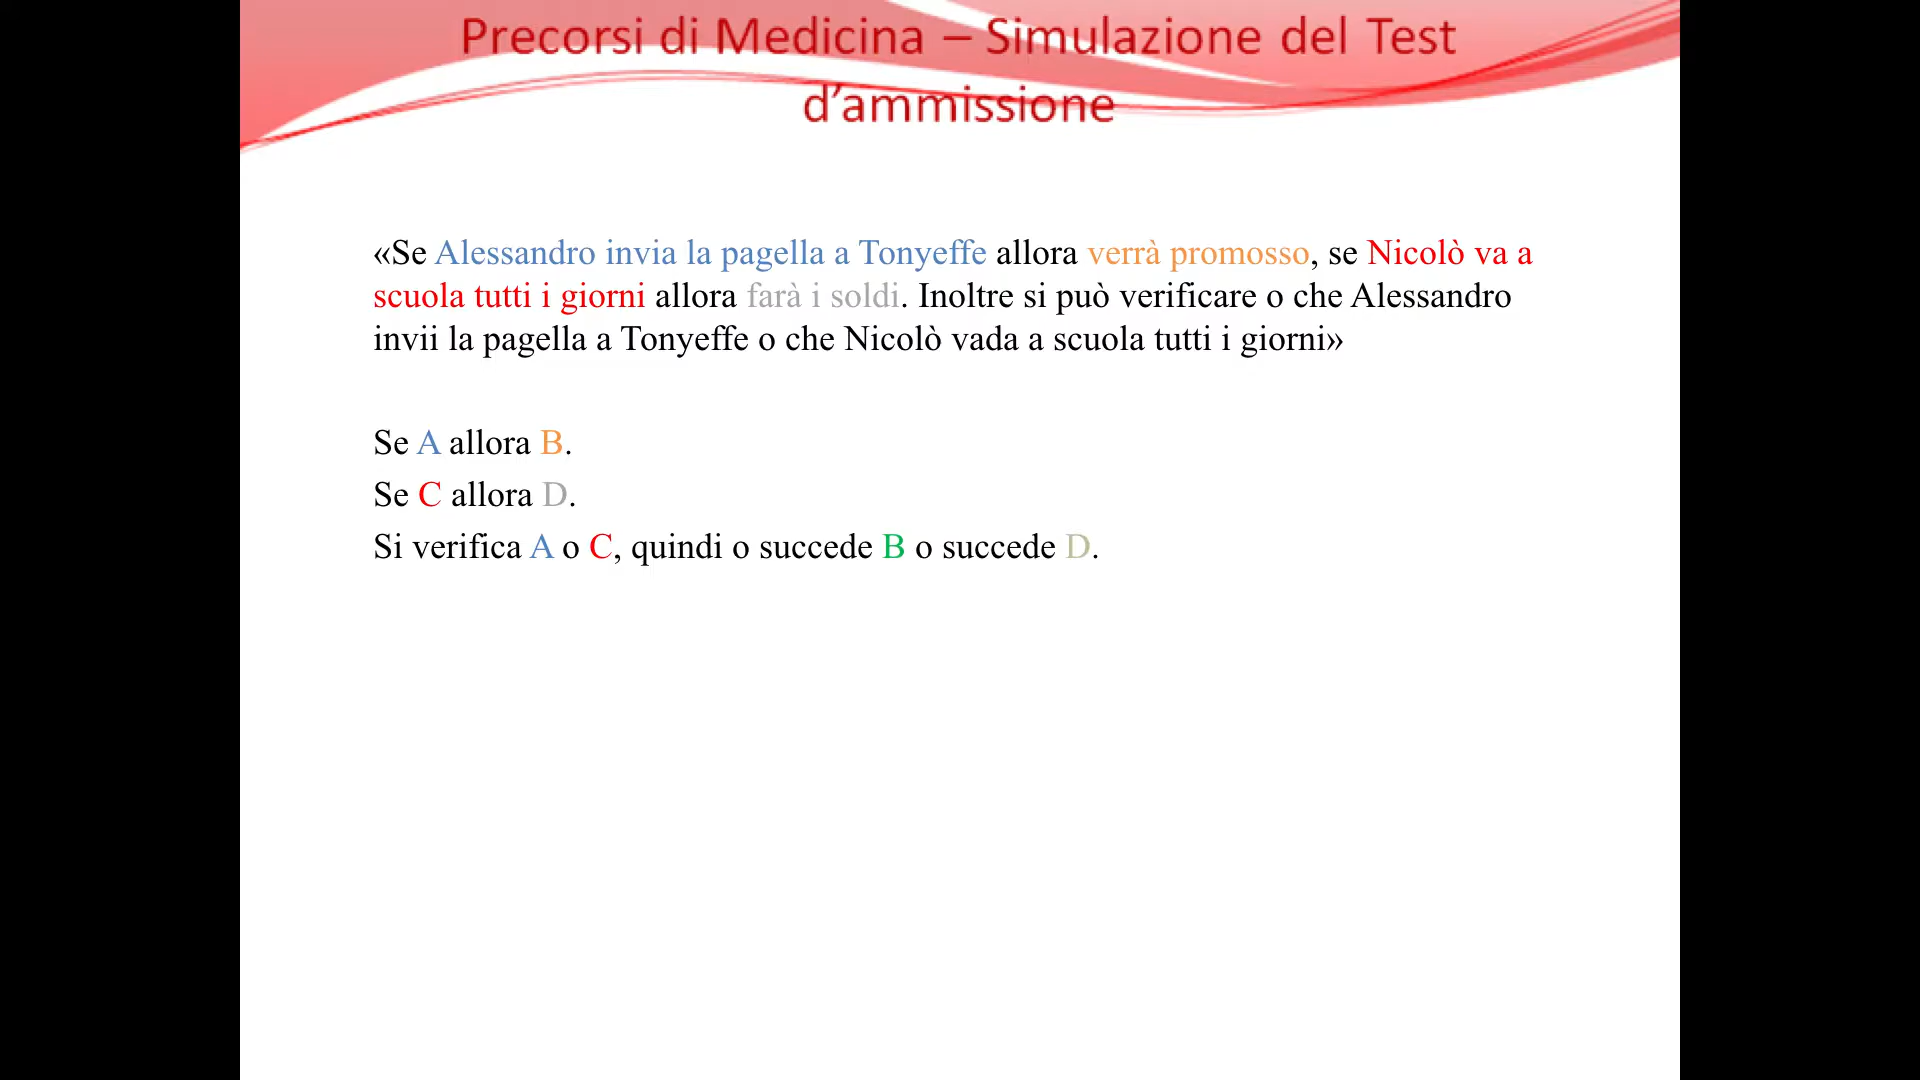 Precorsi di Medicina – Simulazione del Test
d’ammissione
«Se Alessandro invia la pagella a Tonyeffe allora verrà promosso, se Nicolò va a
scuola tutti i giorni allora farà i soldi. Inoltre si può verificare o che Alessandro
invii la pagella a Tonyeffe o che Nicolò vada a scuola tutti i giorni»
Se A allora B.
Se C allora D.
Si verifica A o C, quindi o succede B o succede D.